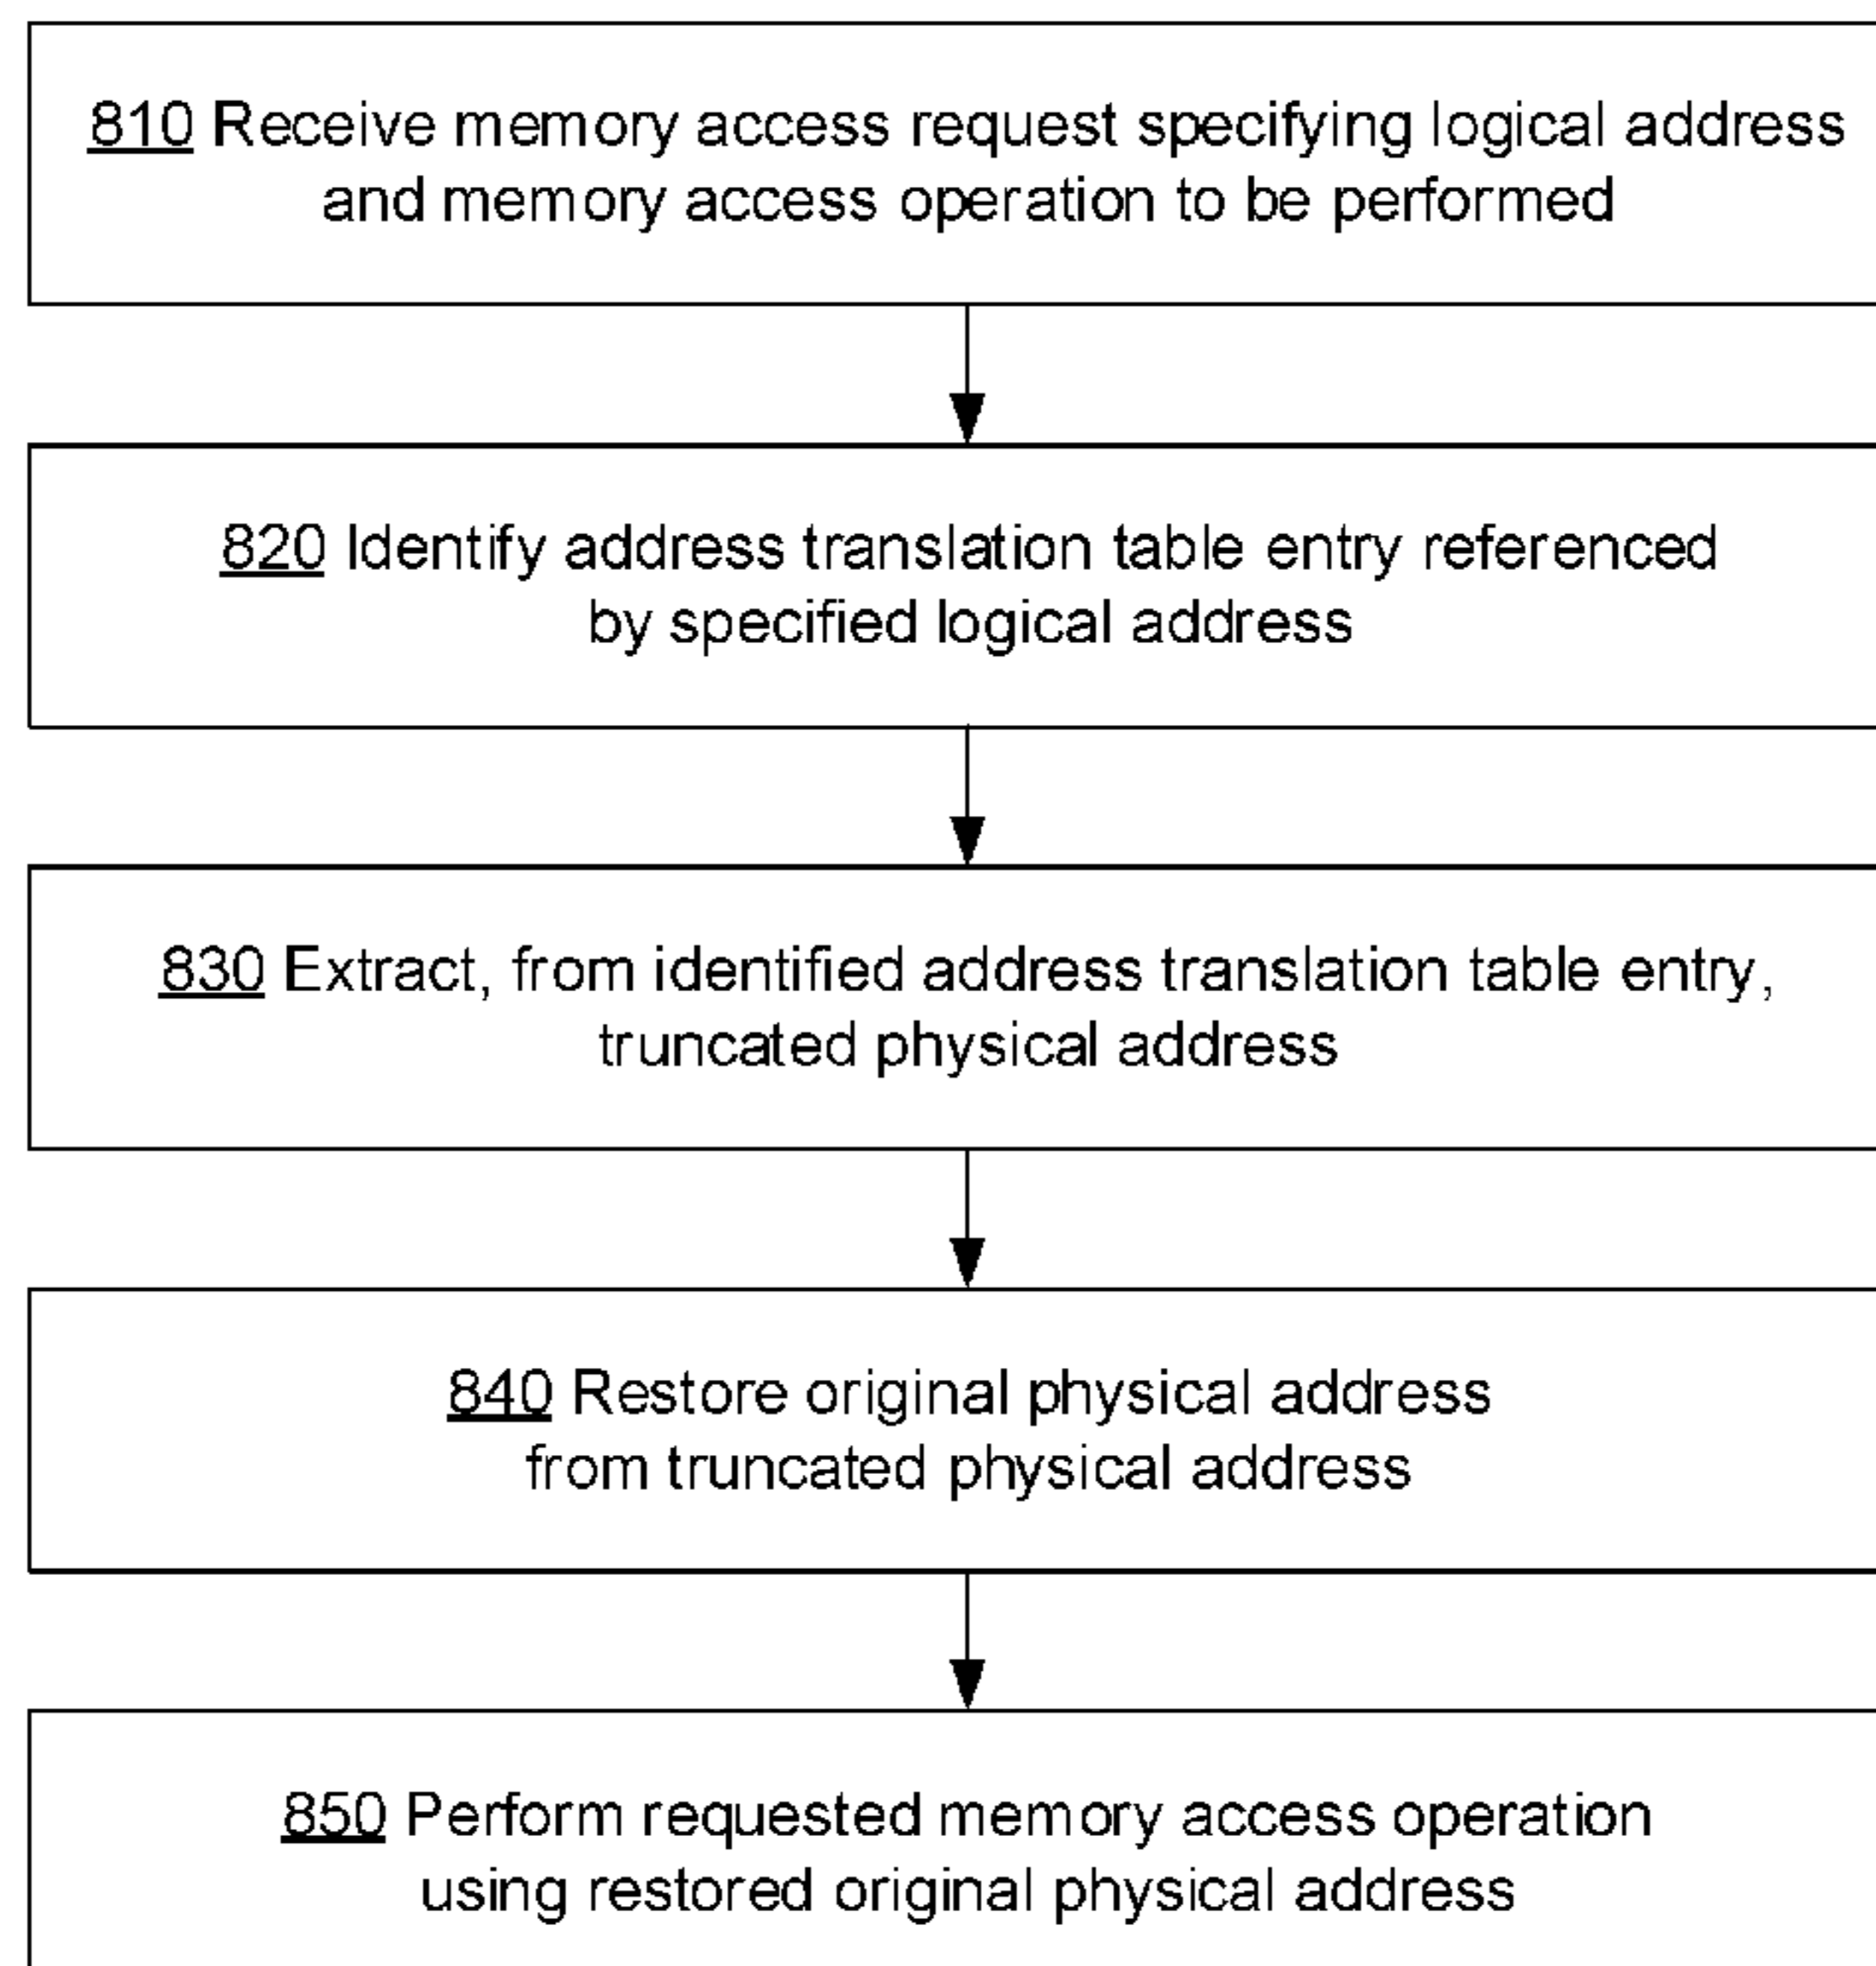 810 Receive memory access request specifying logical address
and memory access operation to be performed
820 Identify address translation table entry referenced
by specified logical address
830 Extract, from identified address translation table entry,
truncated physical address
840 Restore original physical address
from truncated physical address
850 Perform requested memory access operation
using restored original physical address